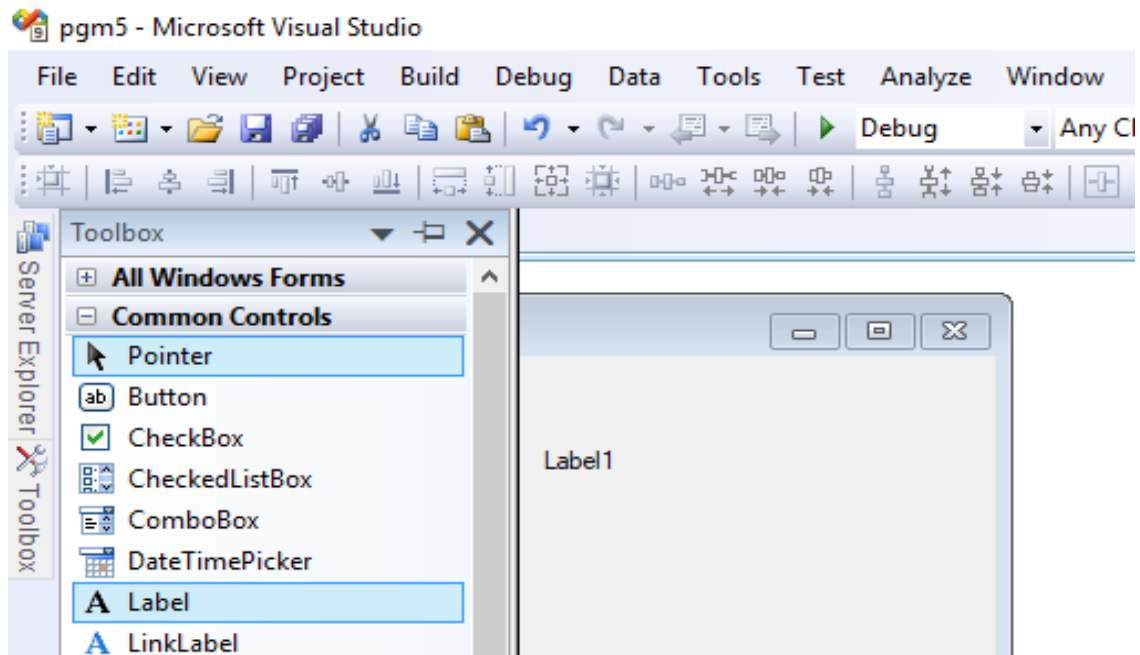 pgm5 - Microsoft Visual Studio
File Edit View Project Build Debug Data Tools Test Analyze Window
Debug Any
Toolbox
Server Explorer
Toolbox
All Windows Forms
Common Controls
Pointer
ab Button
CheckBox
CheckedListBox
ComboBox
DateTimePicker
A Label
A LinkLabel
Label1